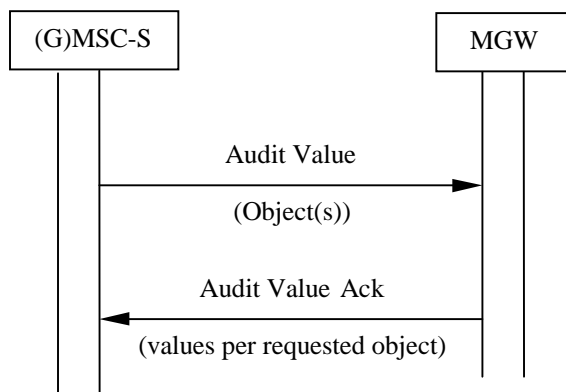 (G)MSC-S
MGW
Audit Value
(Object(s))
Audit Value Ack
(values per requested object)